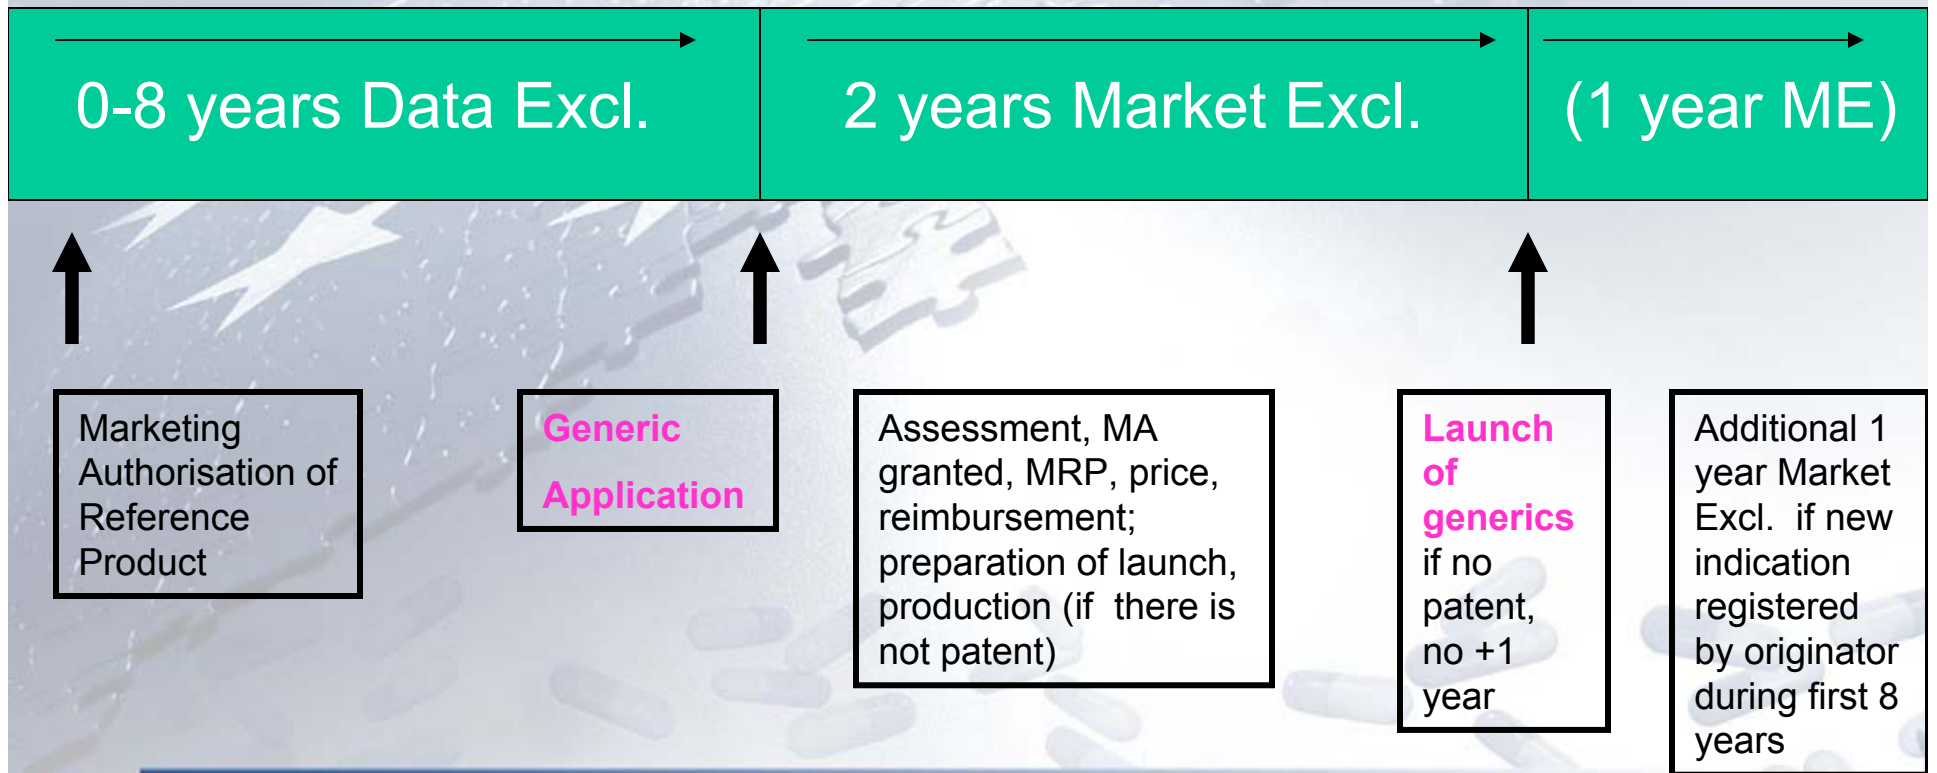 0-8 years Data Excl.
2 years Market Excl.
(1 year ME)
Marketing
Authorisation of
Reference
Product
Generic
Application
Assessment, MA
granted, MRP, price,
reimbursement;
preparation of launch,
production (if there is
not patent)
Launch
of
generics
if no
patent,
no +1
year
Additional 1
year Market
Excl. if new
indication
registered
by originator
during first 8
years